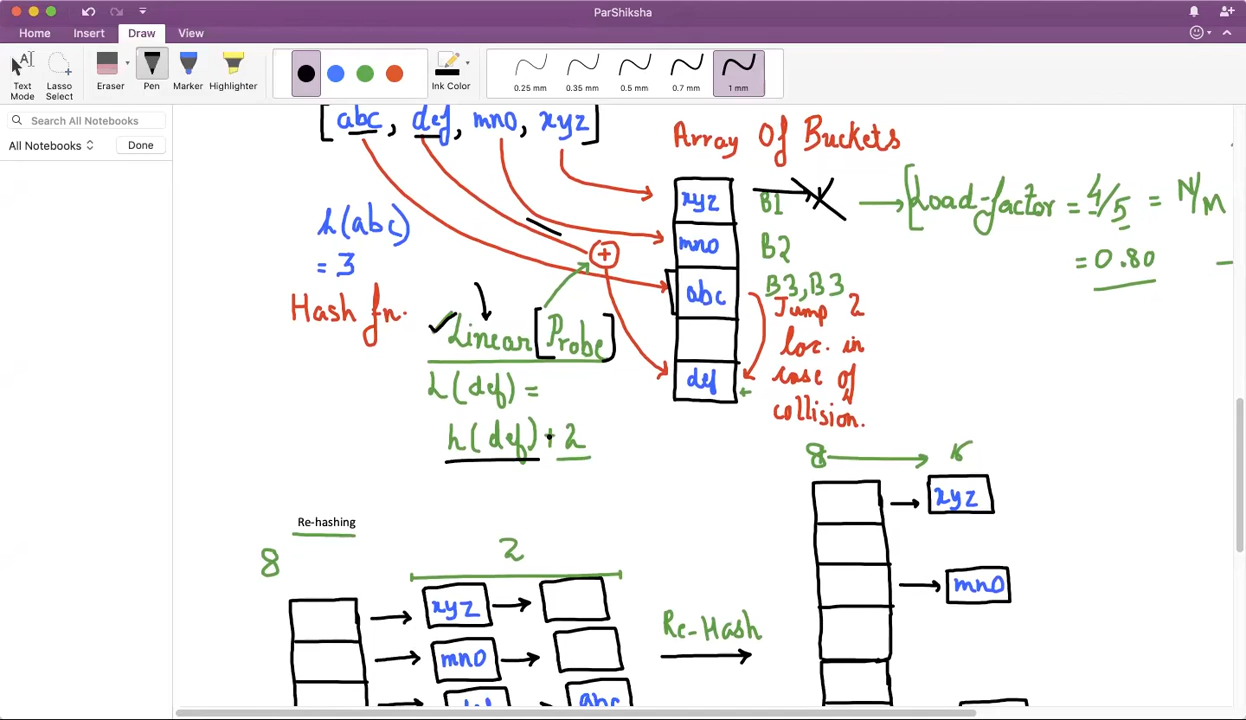 ParShiksha
Home Insert Draw View
Text Mode
Lasso Select
Eraser
Pen
Marker
Highlighter
Ink Color
0.25 mm
0.35 mm
0.5 mm
0.7 mm
1 mm
Search All Notebooks
All Notebooks
Done
[abc, def, mno, xyz]
Array Of Buckets
h(abc)
= 3
Hash fn.
+
xyz B1
mno B2
abc B3, B3
def
[Load-factor = 4/5 = N/M
= 0.80
Jump 2
loc. in
case of
collision.
Linear [Probe]
h(def) =
h(def) + 2
Re-hashing
8
2
xyz
mno
def
abc
Re-Hash
8
xyz
mno